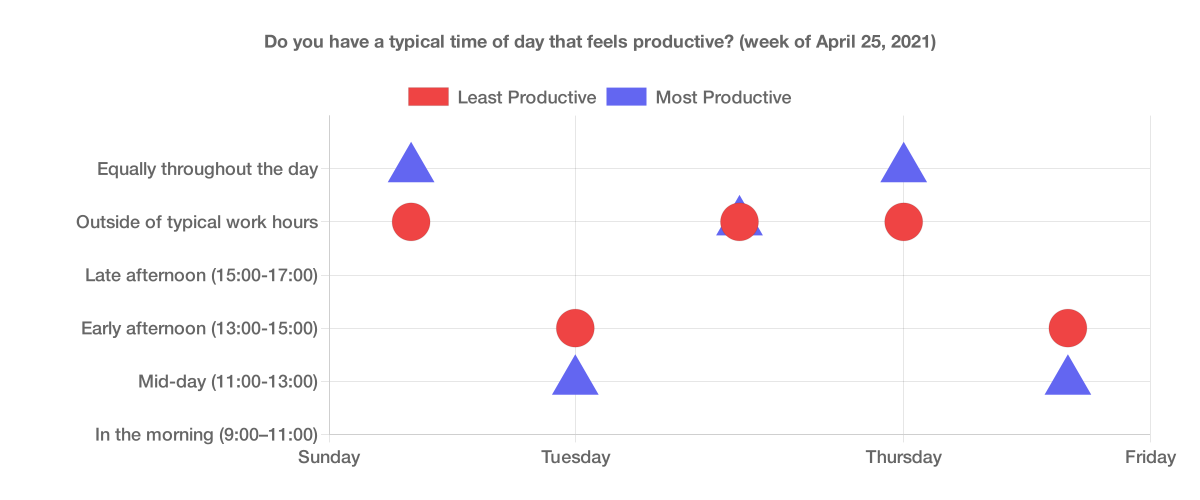 Do you have a typical time of day that feels productive? (week of April 25, 2021)
Least Productive Most Productive
Equally throughout the day
Outside of typical work hours
Late afternoon (15:00-17:00)
Early afternoon (13:00-15:00)
Mid-day (11:00-13:00)
In the morning (9:00–11:00)
Sunday Tuesday Thursday Friday